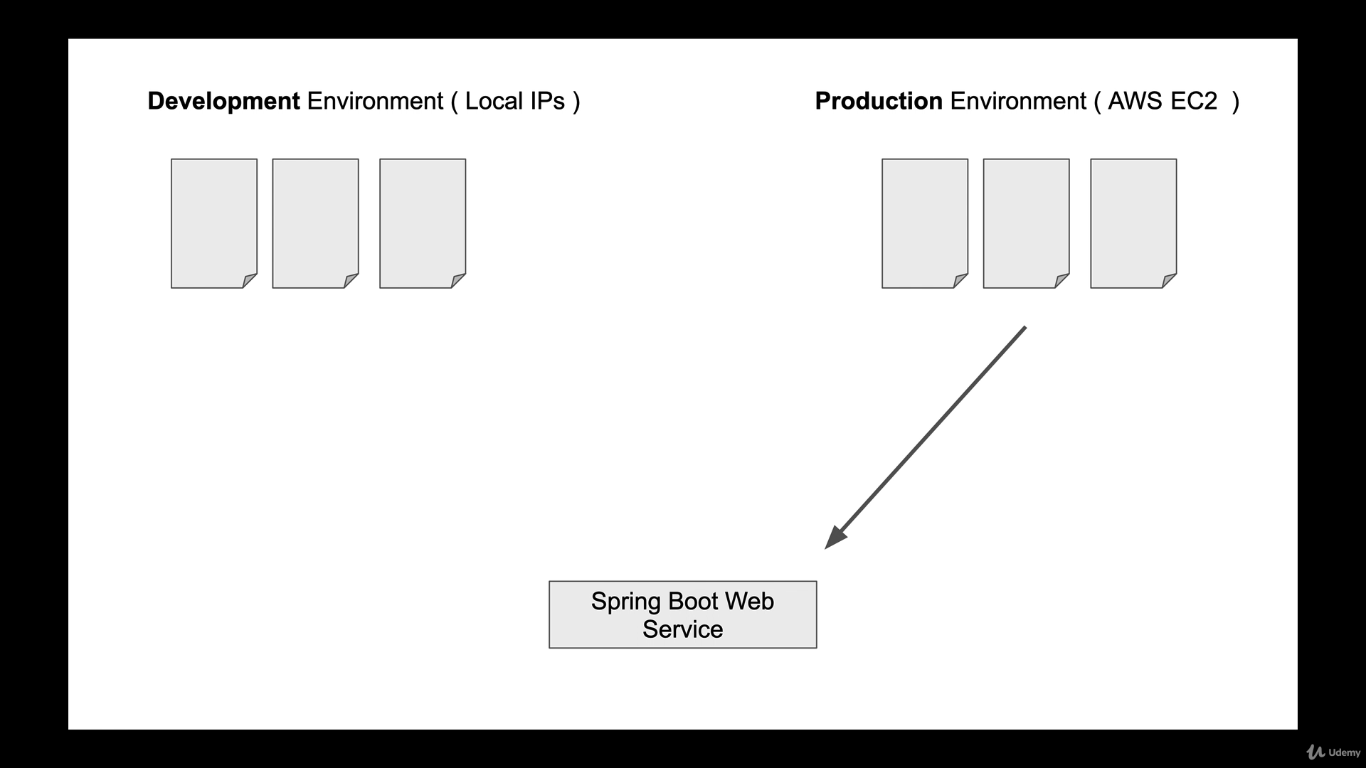 Development Environment ( Local IPs )
Production Environment ( AWS EC2 )
Spring Boot Web
Service
Udemy